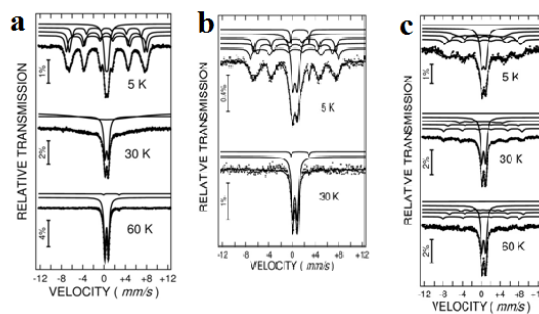 a
RELATIVE TRANSMISSION
1%
5 K
2%
30 K
4%
60 K
-12 -8 -4 0 +4 +8 +12
VELOCITY ( mm/s )
b
RELATIVE TRANSMISSION
0.4%
5 K
1%
30 K
-12 -8 -4 0 +4 +8 +12
VELOCITY ( mm/s )
c
RELATIVE TRANSMISSION
1%
5 K
2%
30 K
2%
60 K
-12 -8 -4 0 +4 +8
VELOCITY ( mm/s )